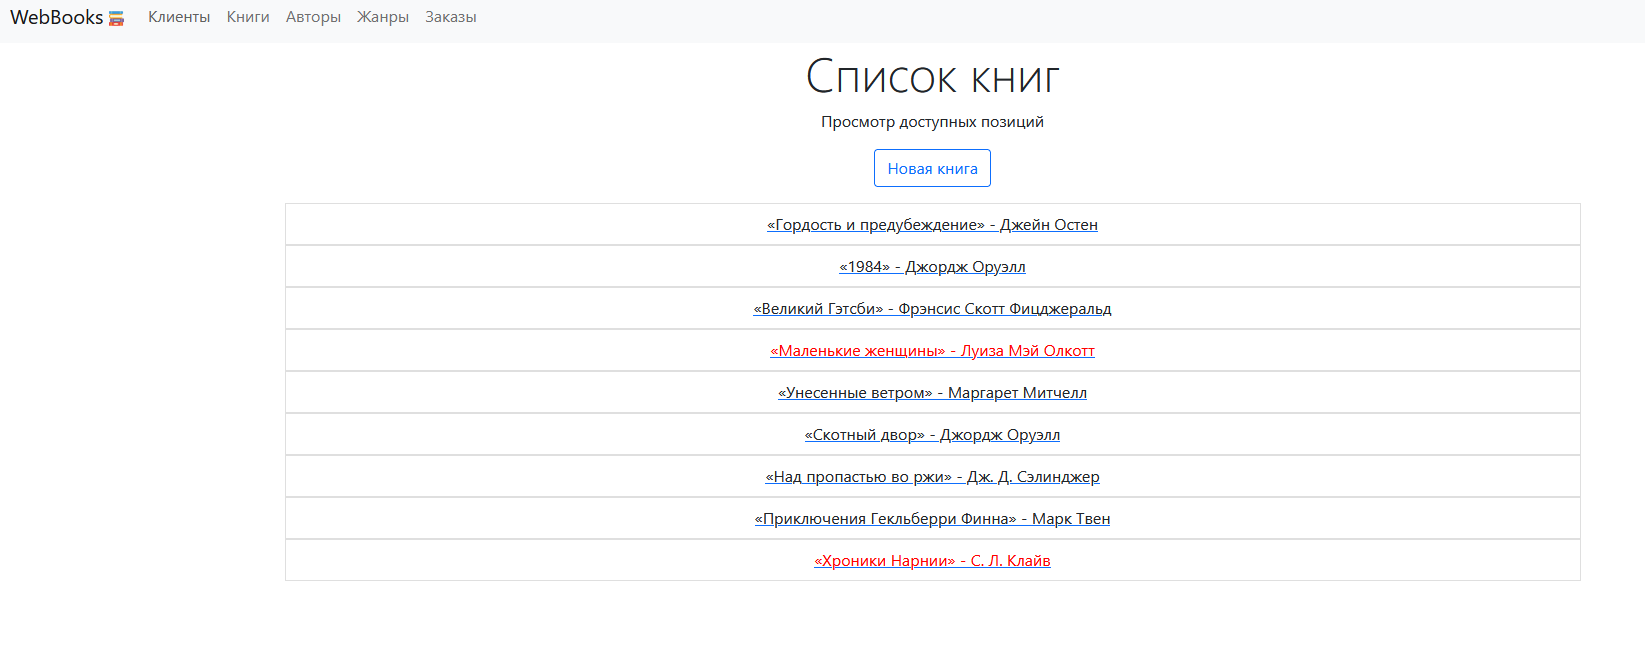 WebBooks Клиенты Книги Авторы Жанры Заказы
Список книг
Просмотр доступных позиций
Новая книга
«Гордость и предубеждение» - Джейн Остен
«1984» - Джордж Оруэлл
«Великий Гэтсби» - Фрэнсис Скотт Фицджеральд
«Маленькие женщины» - Луиза Мэй Олкотт
«Унесенные ветром» - Маргарет Митчелл
«Скотный двор» - Джордж Оруэлл
«Над пропастью во ржи» - Дж. Д. Сэлинджер
«Приключения Гекльберри Финна» - Марк Твен
«Хроники Нарнии» - С. Л. Клайв